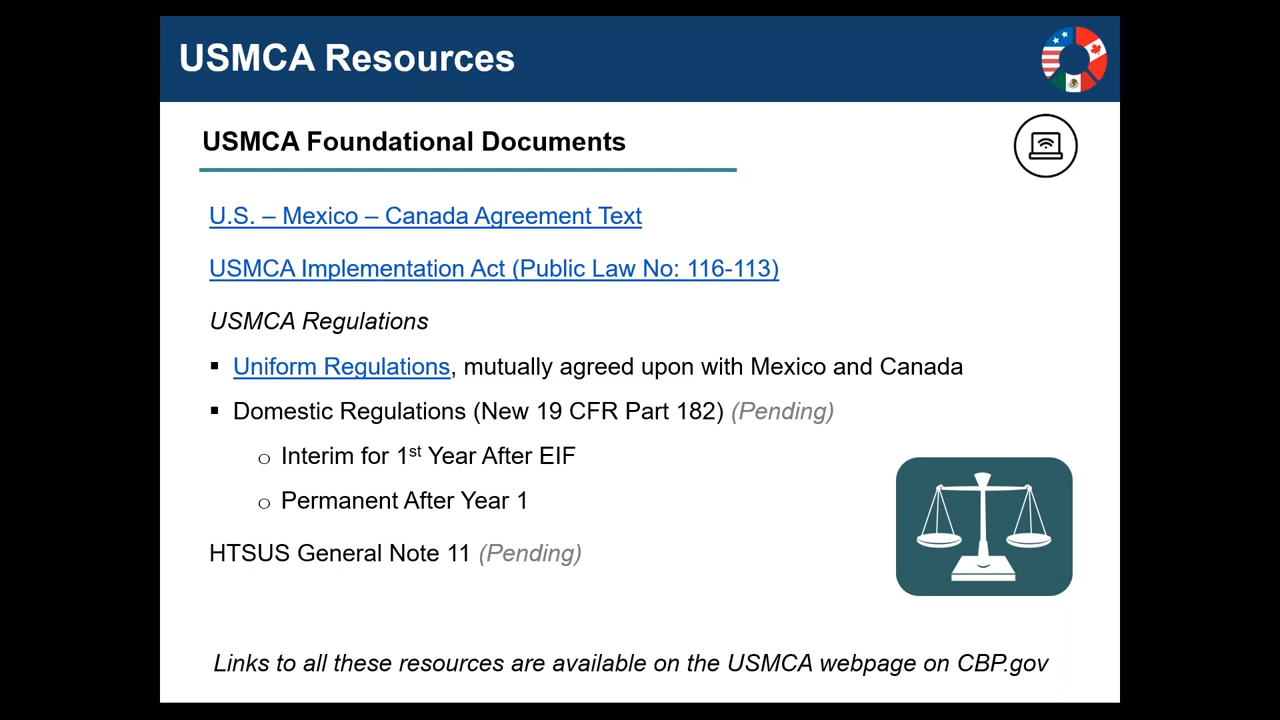 USMCA Resources
USMCA Foundational Documents
U.S. – Mexico – Canada Agreement Text
USMCA Implementation Act (Public Law No: 116-113)
USMCA Regulations
▪ Uniform Regulations, mutually agreed upon with Mexico and Canada
▪ Domestic Regulations (New 19 CFR Part 182) (Pending)
o Interim for 1st Year After EIF
o Permanent After Year 1
HTSUS General Note 11 (Pending)
Links to all these resources are available on the USMCA webpage on CBP.gov